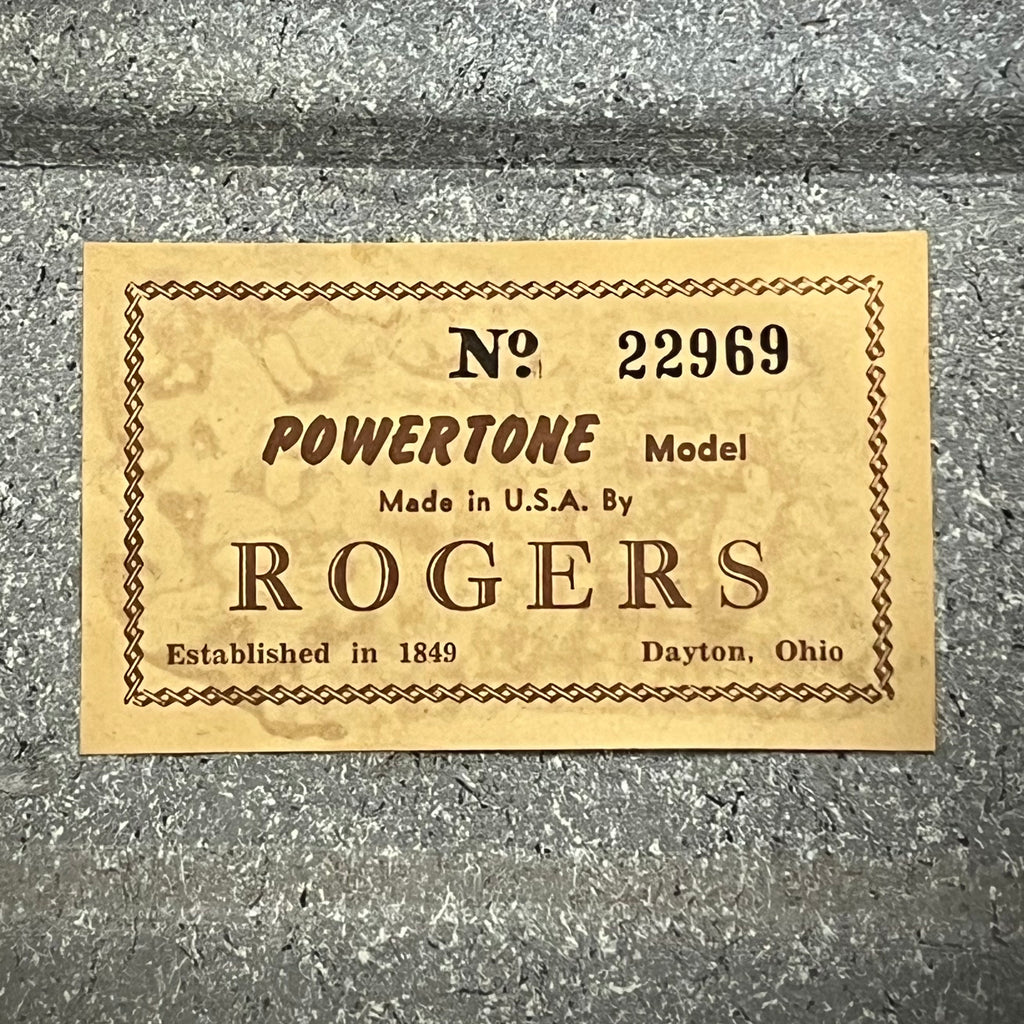 Nº. 22969
POWERTONE Model
Made in U.S.A. By
ROGERS
Established in 1849 Dayton, Ohio